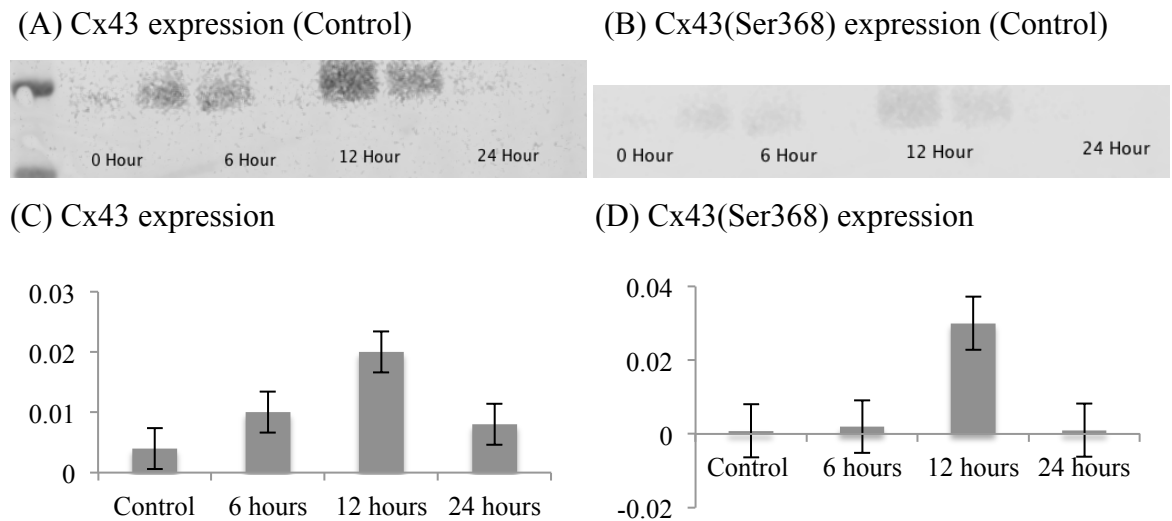 (A) Cx43 expression (Control)
(B) Cx43(Ser368) expression (Control)
0 Hour 6 Hour 12 Hour 24 Hour
0 Hour 6 Hour 12 Hour 24 Hour
(C) Cx43 expression
(D) Cx43(Ser368) expression
0.03
0.02
0.01
0
Control 6 hours 12 hours 24 hours
0.04
0.02
0
-0.02
Control 6 hours 12 hours 24 hours